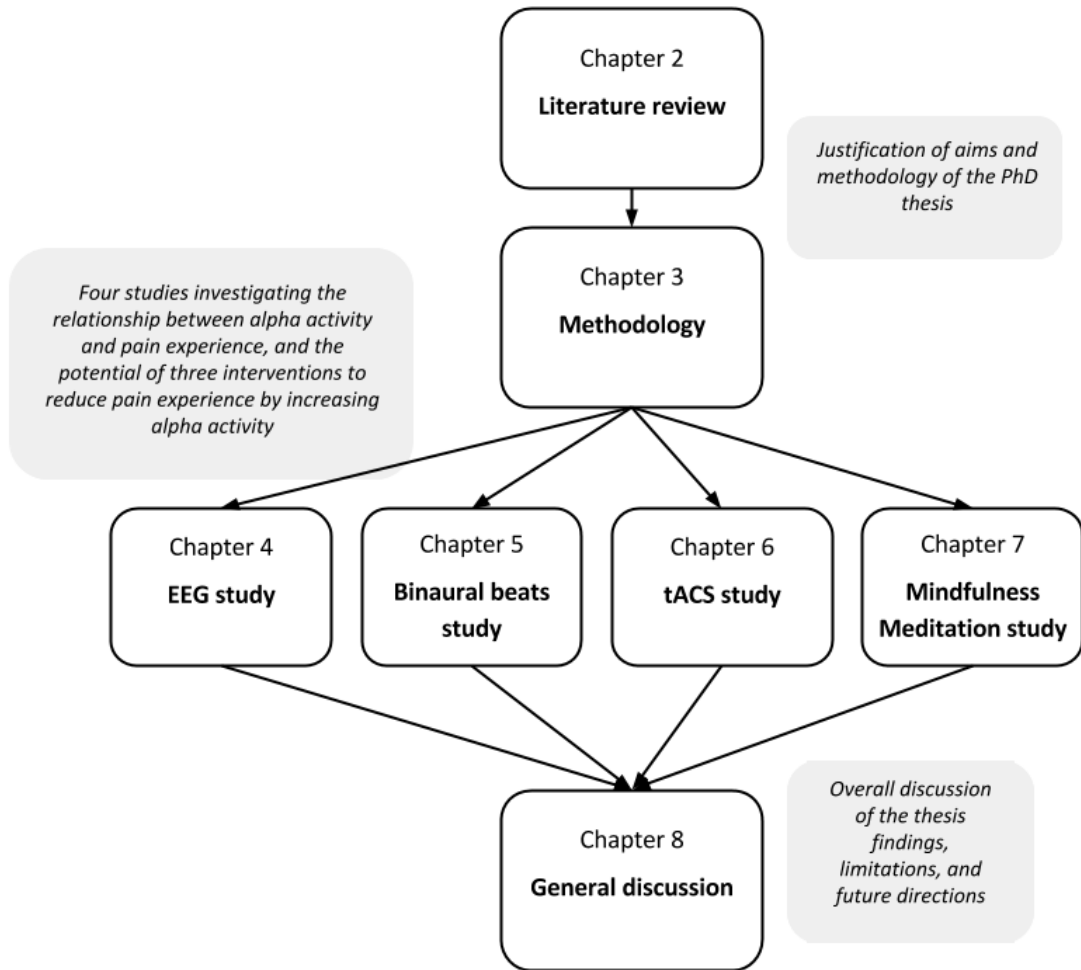 Chapter 2
Literature review
Justification of aims and
methodology of the PhD
thesis
Chapter 3
Methodology
Four studies investigating the
relationship between alpha activity
and pain experience, and the
potential of three interventions to
reduce pain experience by increasing
alpha activity
Chapter 4
EEG study
Chapter 5
Binaural beats
study
Chapter 6
tACS study
Chapter 7
Mindfulness
Meditation study
Chapter 8
General discussion
Overall discussion
of the thesis
findings,
limitations, and
future directions